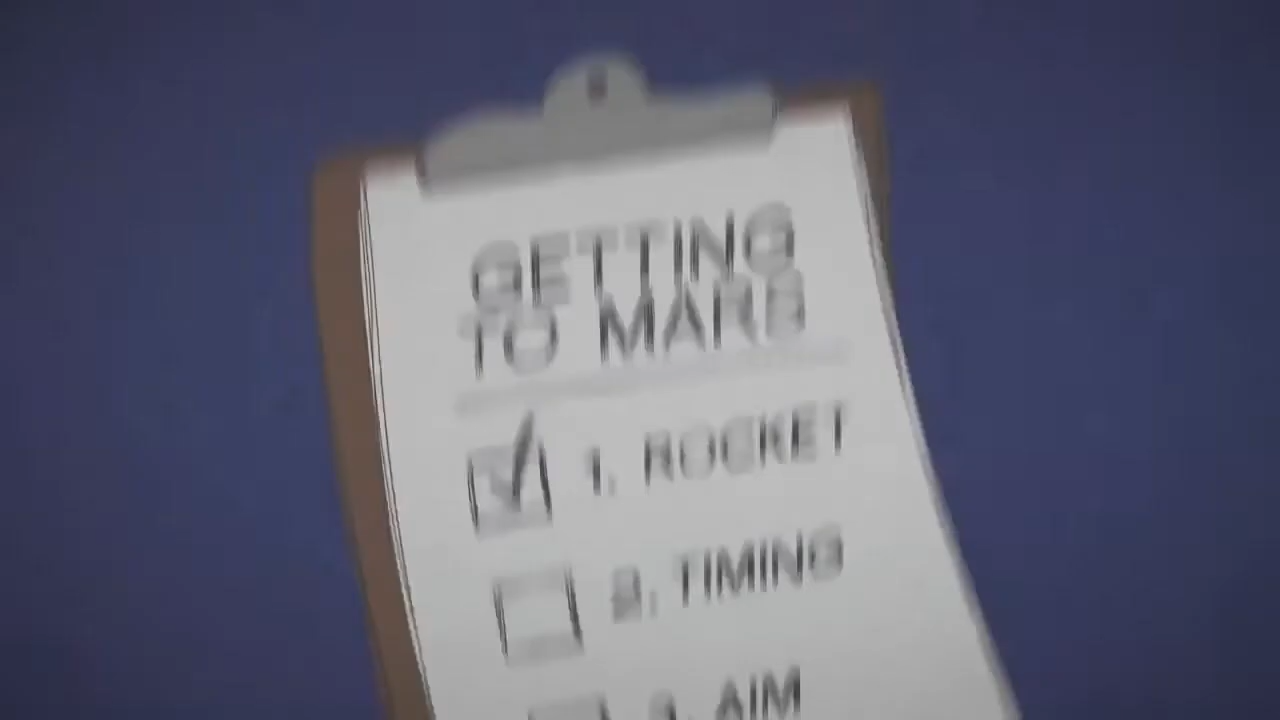 GETTING
TO MARS
1. ROCKET
2. TIMING
3. AIM